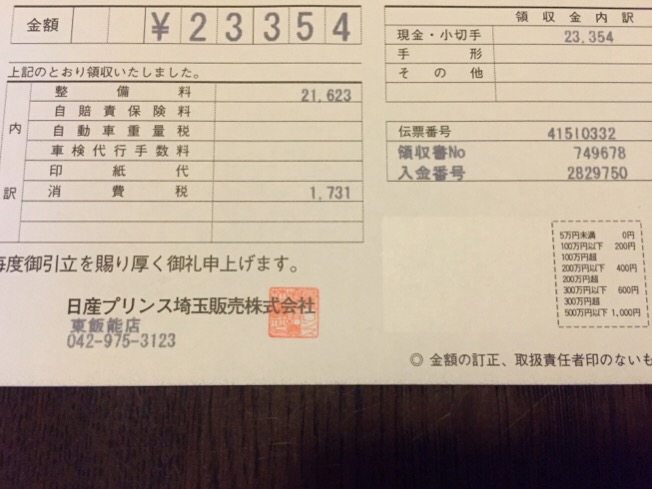 金額 ¥23354
上記のとおり領収いたしました。
内訳
整備料 21,623
自賠責保険料
自動車重量税
車検代行手数料
印紙代
消費税 1,731
毎度御引立を賜り厚く御礼申上げます。
日産プリンス埼玉販売株式会社
東飯能店
042-975-3123
領収金内訳
現金・小切手 23,354
手形
その他
伝票番号 41510332
領収書No 749678
入金番号 2829750
5万円未満 0円
100万円以下 200円
100万円超
200万円以下 400円
200万円超
300万円以下 600円
300万円超
500万円以下 1,000円
◎ 金額の訂正、取扱責任者印のないも